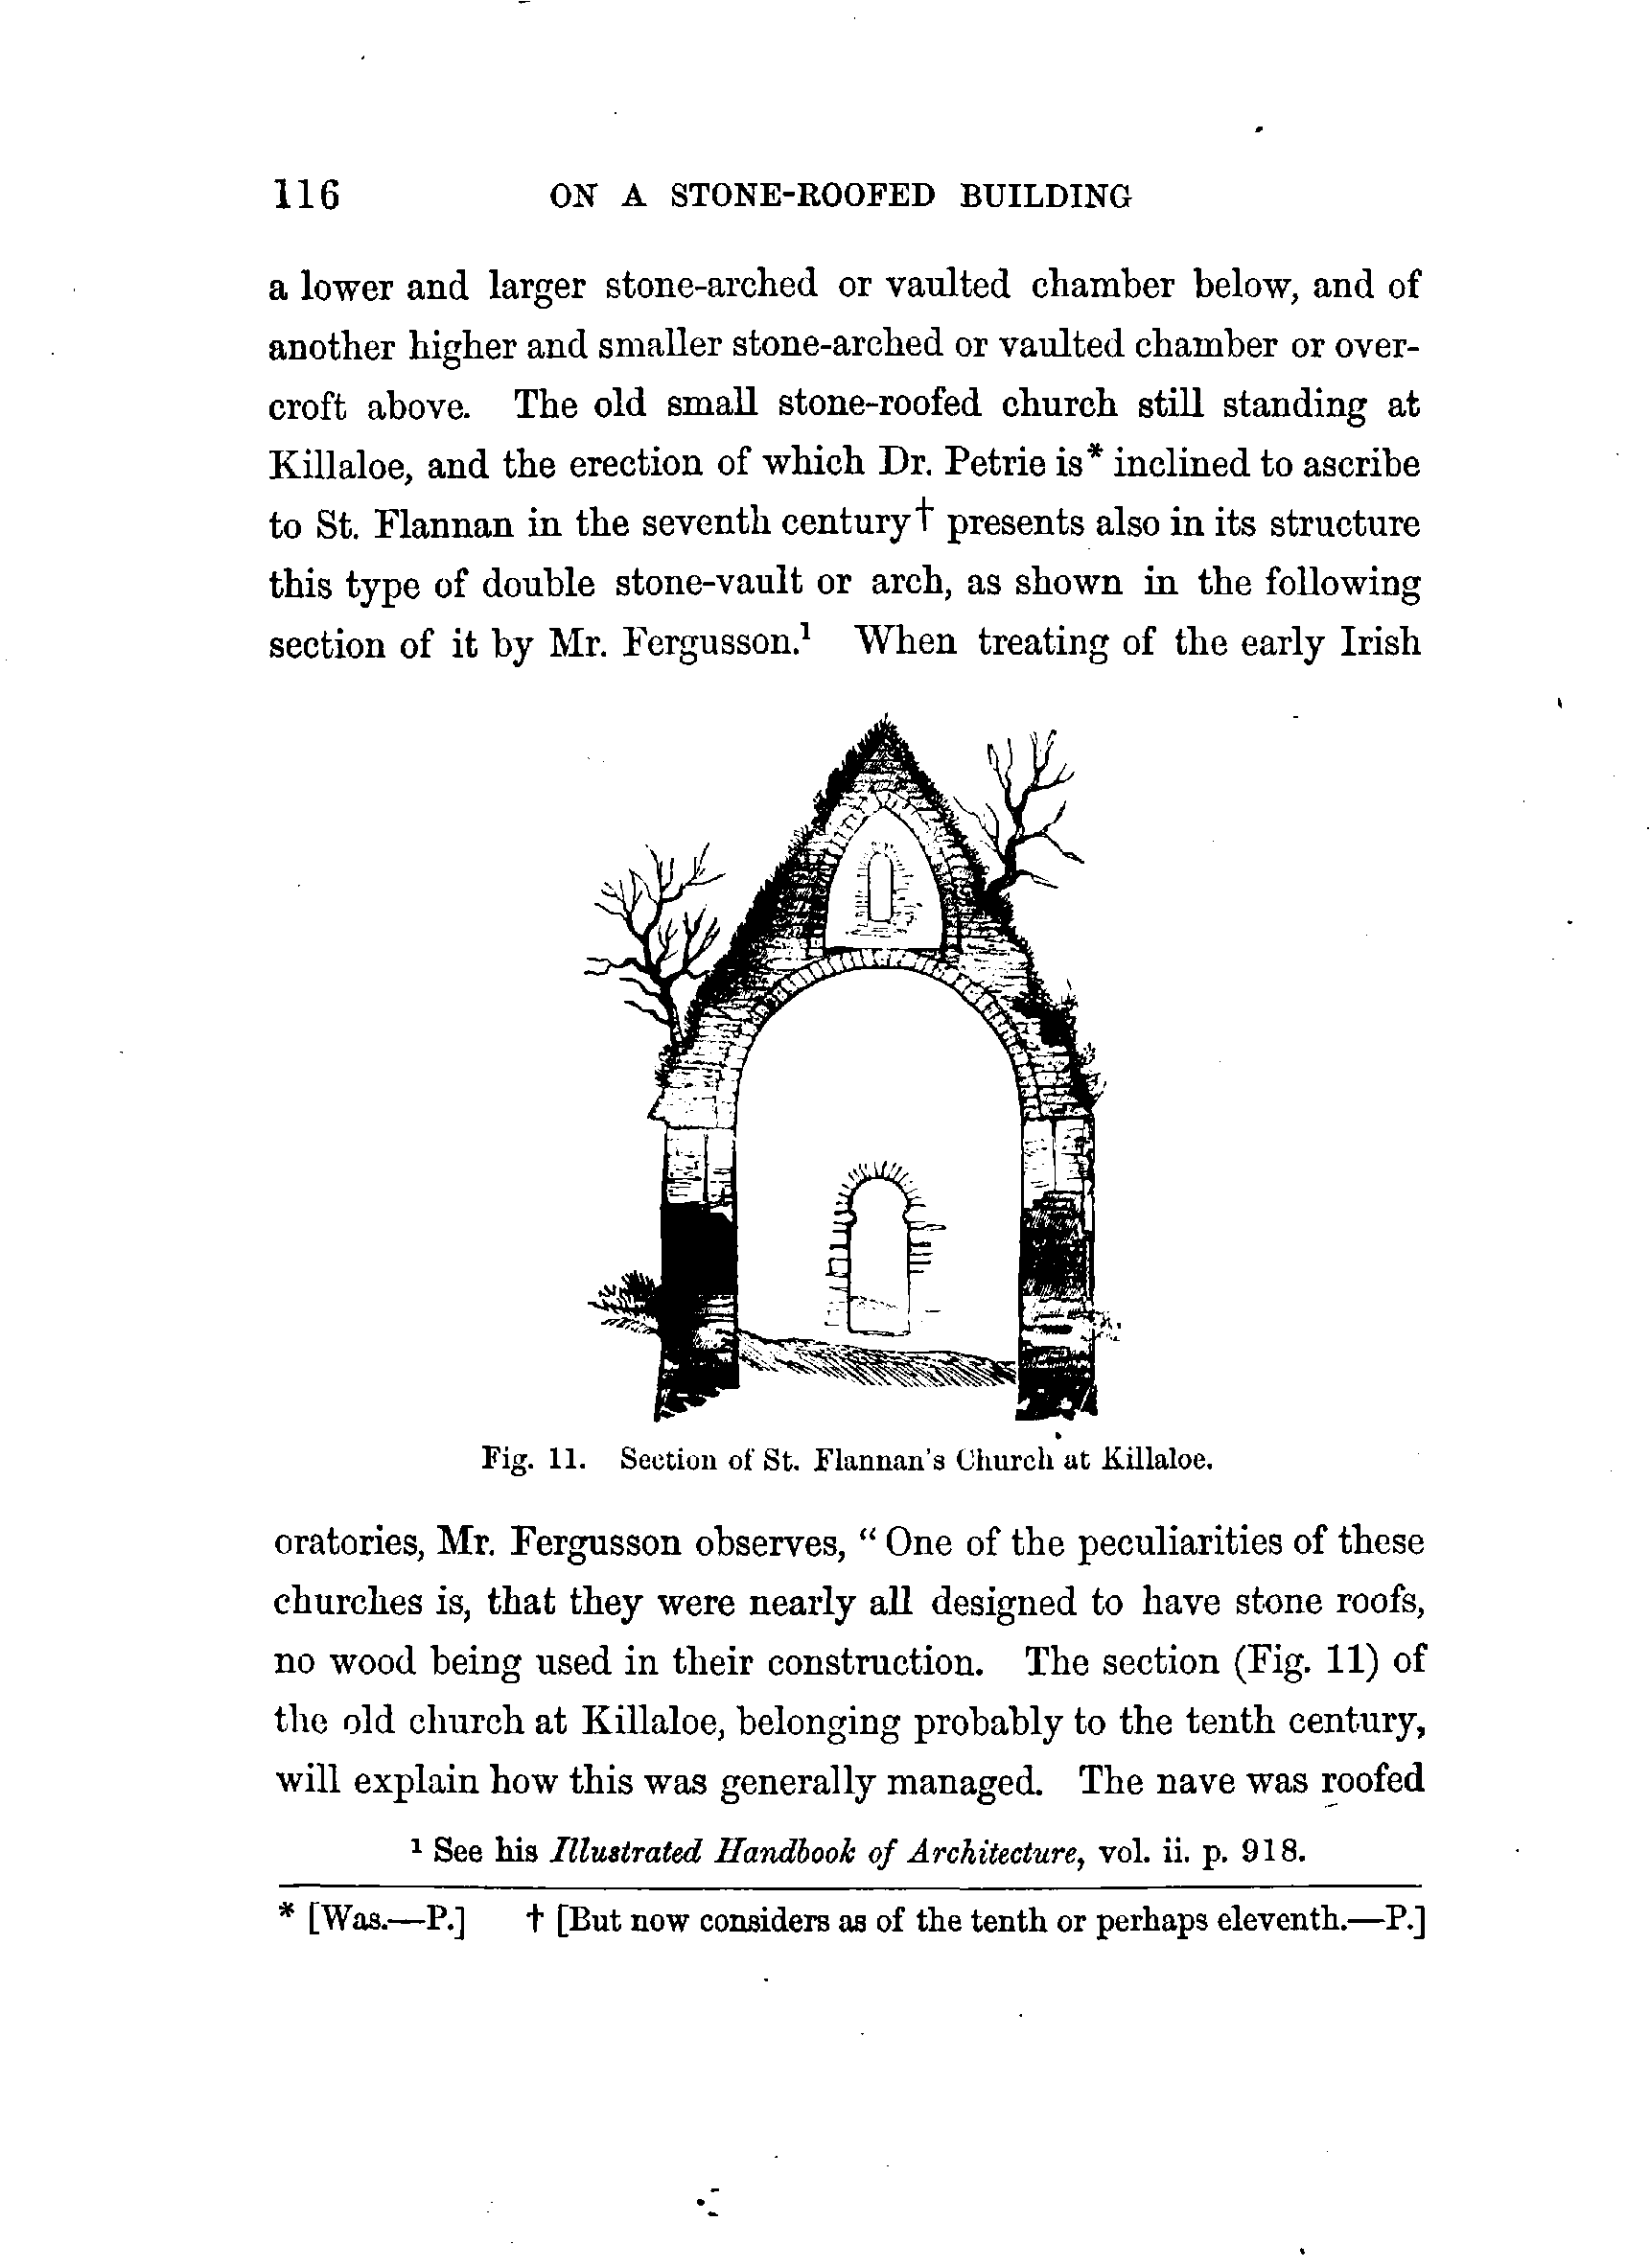 116 ON A STONE-ROOFED BUILDING
a lower and larger stone-arched or vaulted chamber below, and of
another higher and smaller stone-arched or vaulted chamber or over-
croft above. The old small stone-roofed church still standing at
Killaloe, and the erection of which Dr. Petrie is* inclined to ascribe
to St. Flannan in the seventh century† presents also in its structure
this type of double stone-vault or arch, as shown in the following
section of it by Mr. Fergusson.¹ When treating of the early Irish
Fig. 11. Section of St. Flannan's Church at Killaloe.
oratories, Mr. Fergusson observes, “ One of the peculiarities of these
churches is, that they were nearly all designed to have stone roofs,
no wood being used in their construction. The section (Fig. 11) of
the old church at Killaloe, belonging probably to the tenth century,
will explain how this was generally managed. The nave was roofed
¹ See his Illustrated Handbook of Architecture, vol. ii. p. 918.
* [Was.—P.] † [But now considers as of the tenth or perhaps eleventh.—P.]